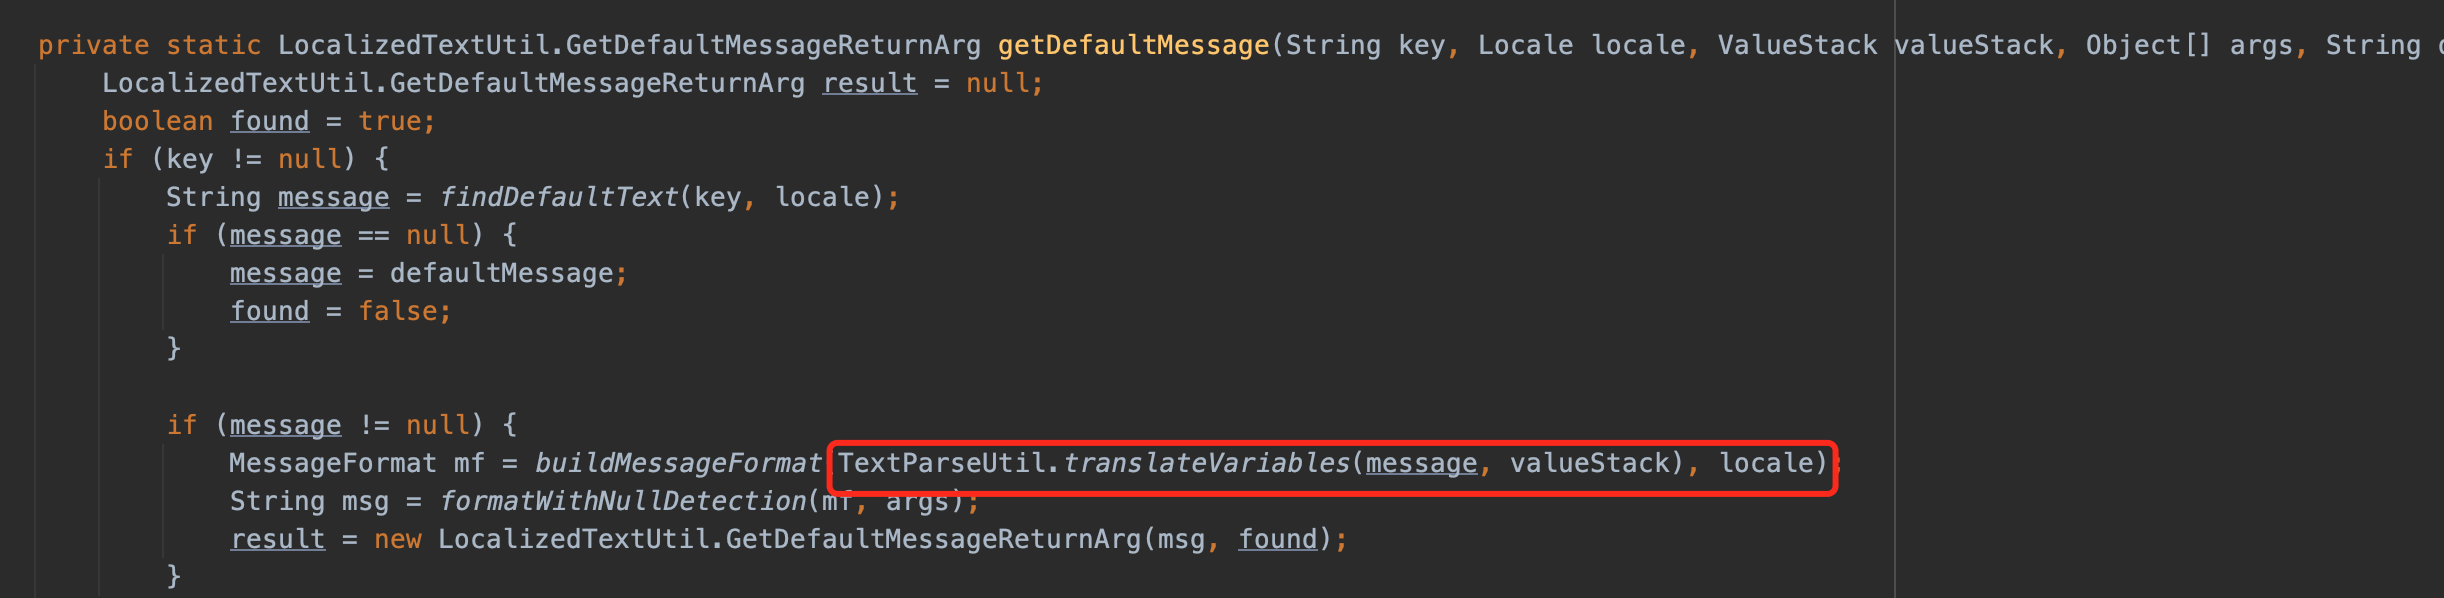 private static LocalizedTextUtil.GetDefaultMessageReturnArg getDefaultMessage(String key, Locale locale, ValueStack valueStack, Object[] args, String
LocalizedTextUtil.GetDefaultMessageReturnArg result = null;
boolean found = true;
if (key != null) {
String message = findDefaultText(key, locale);
if (message == null) {
message = defaultMessage;
found = false;
}
if (message != null) {
MessageFormat mf = buildMessageFormat(TextParseUtil.translateVariables(message, valueStack), locale);
String msg = formatWithNullDetection(mf, args);
result = new LocalizedTextUtil.GetDefaultMessageReturnArg(msg, found);
}